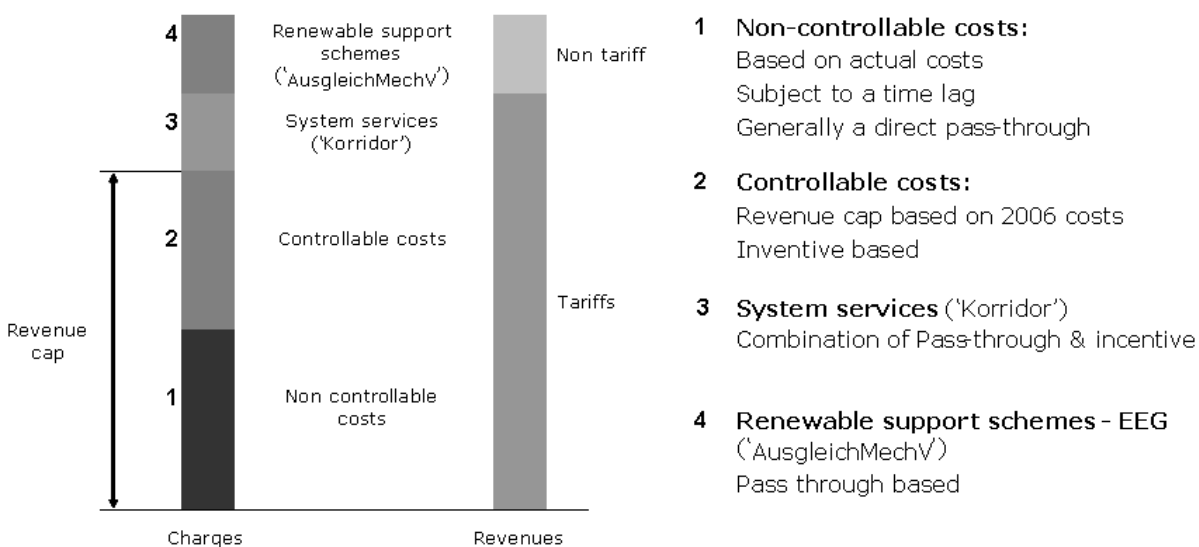 4
Renewable support
schemes
('AusgleichMechV')
Non tariff
3
System services
('Korridor')
2
Controllable costs
Tariffs
Revenue
cap
1
Non controllable
costs
Charges
Revenues
1 Non-controllable costs:
Based on actual costs
Subject to a time lag
Generally a direct pass-through
2 Controllable costs:
Revenue cap based on 2006 costs
Inventive based
3 System services ('Korridor')
Combination of Pass-through & incentive
4 Renewable support schemes - EEG
('AusgleichMechV')
Pass through based